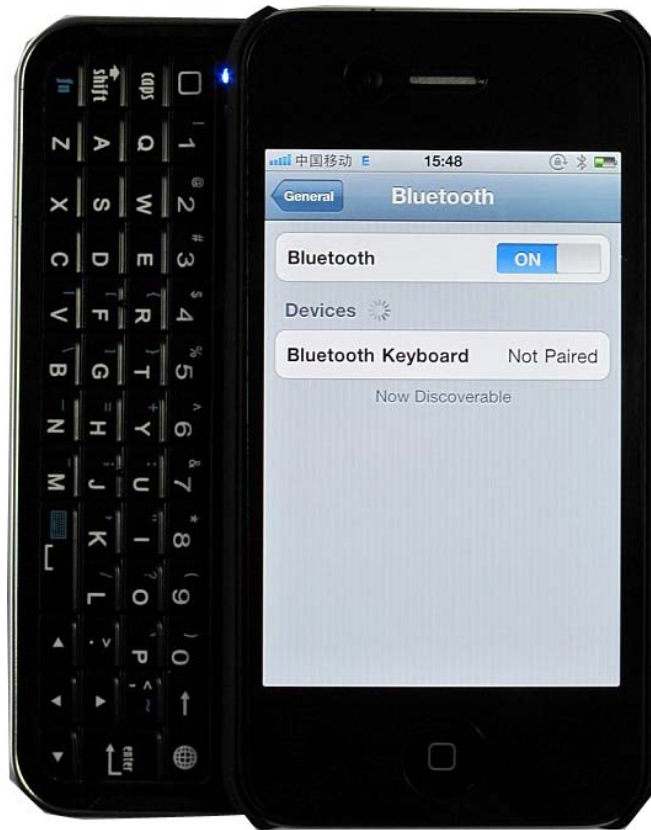 中国移动 E 15:48
General Bluetooth
Bluetooth ON
Devices
Bluetooth Keyboard Not Paired
Now Discoverable
! @ # $ % ^ & * ( )
1 2 3 4 5 6 7 8 9 0 ←
caps Q W E R T Y U I O P
shift A S D F G H J K L enter
fn Z X C V B N M